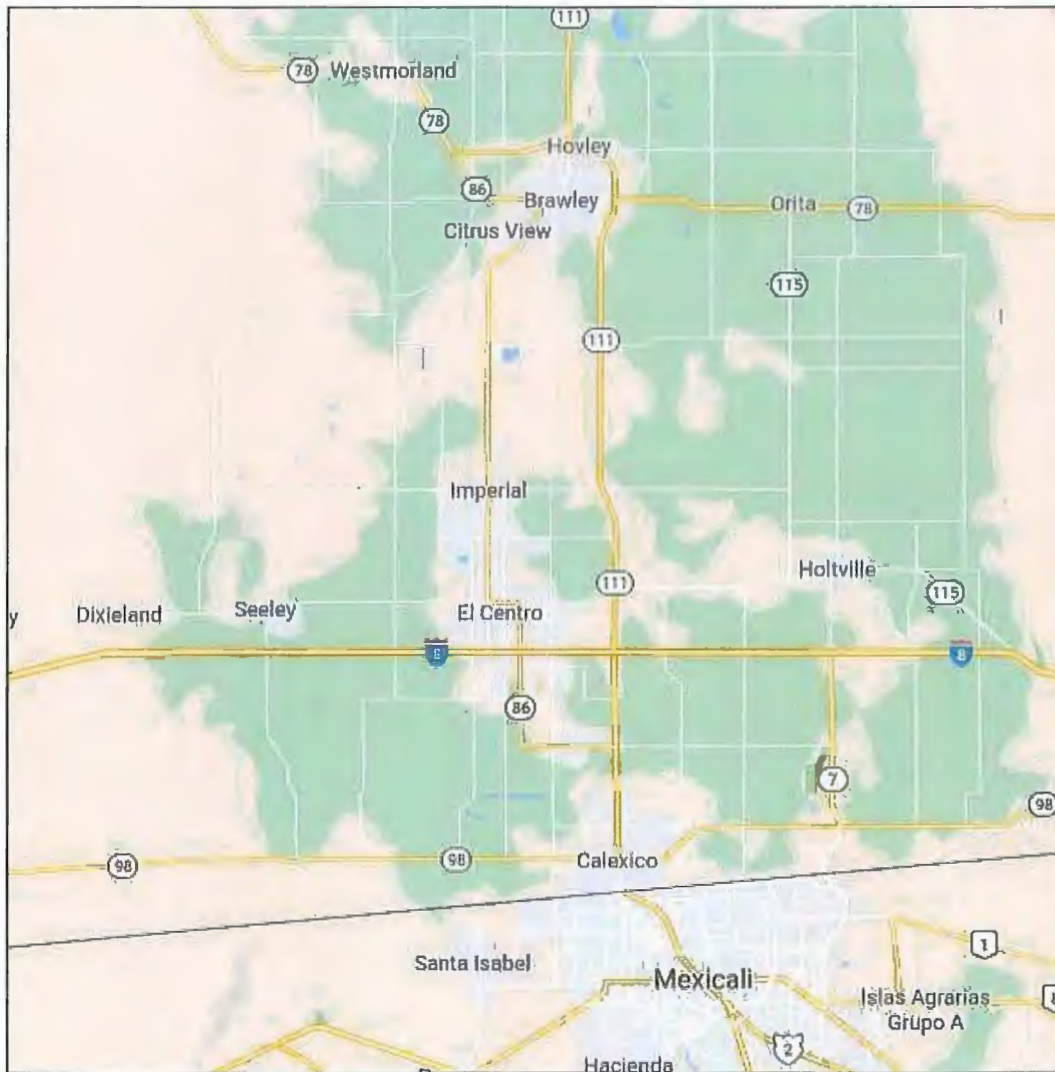 111
78
Westmorland
78
Hovley
86
Brawley
Orita
78
Citrus View
115
111
Imperial
Holtville
111
115
y
Dixieland
Seeley
El Centro
8
8
86
7
98
98
98
Calexico
1
Santa Isabel
Mexicali
Islas Agrarias
Grupo A
2
Hacienda